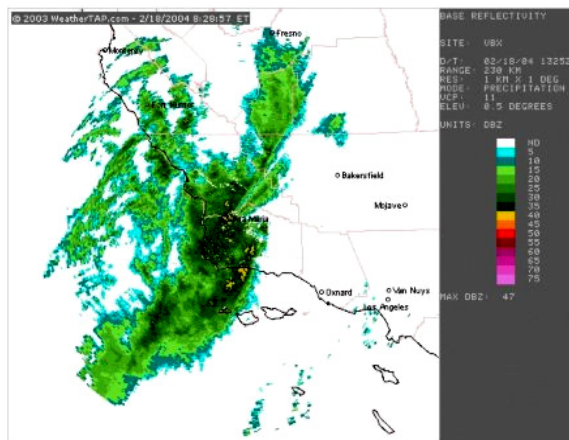 © 2003 WeatherTAP.com - 2/18/2004 8:28:57 ET
Fresno
Monterey
Fort Hunter
Bakersfield
Mojave
Santa Maria
Oxnard
Van Nuys
Los Angeles
BASE REFLECTIVITY
SITE: VBX
D/T: 02/18/04 1325Z
RANGE: 230 KM
RES: 1 KM X 1 DEG
MODE: PRECIPITATION
VCP: 11
ELEV: 0.5 DEGREES
UNITS: DBZ
ND
5
10
15
20
25
30
35
40
45
50
55
60
65
70
75
MAX DBZ: 47